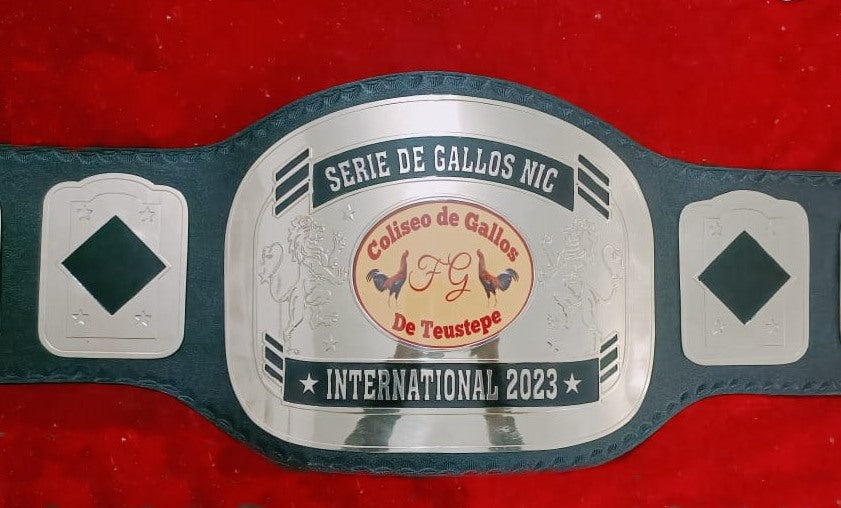 SERIE DE GALLOS NIC
Coliseo de Gallos
FG
De Teustepe
★ INTERNATIONAL 2023 ★